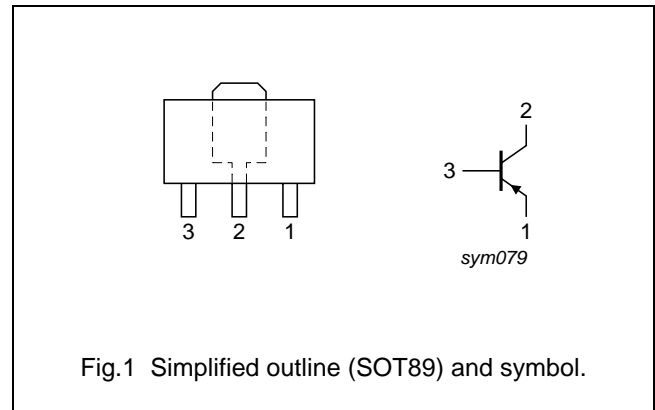 2
3
3 2 1
1
sym079
Fig.1 Simplified outline (SOT89) and symbol.